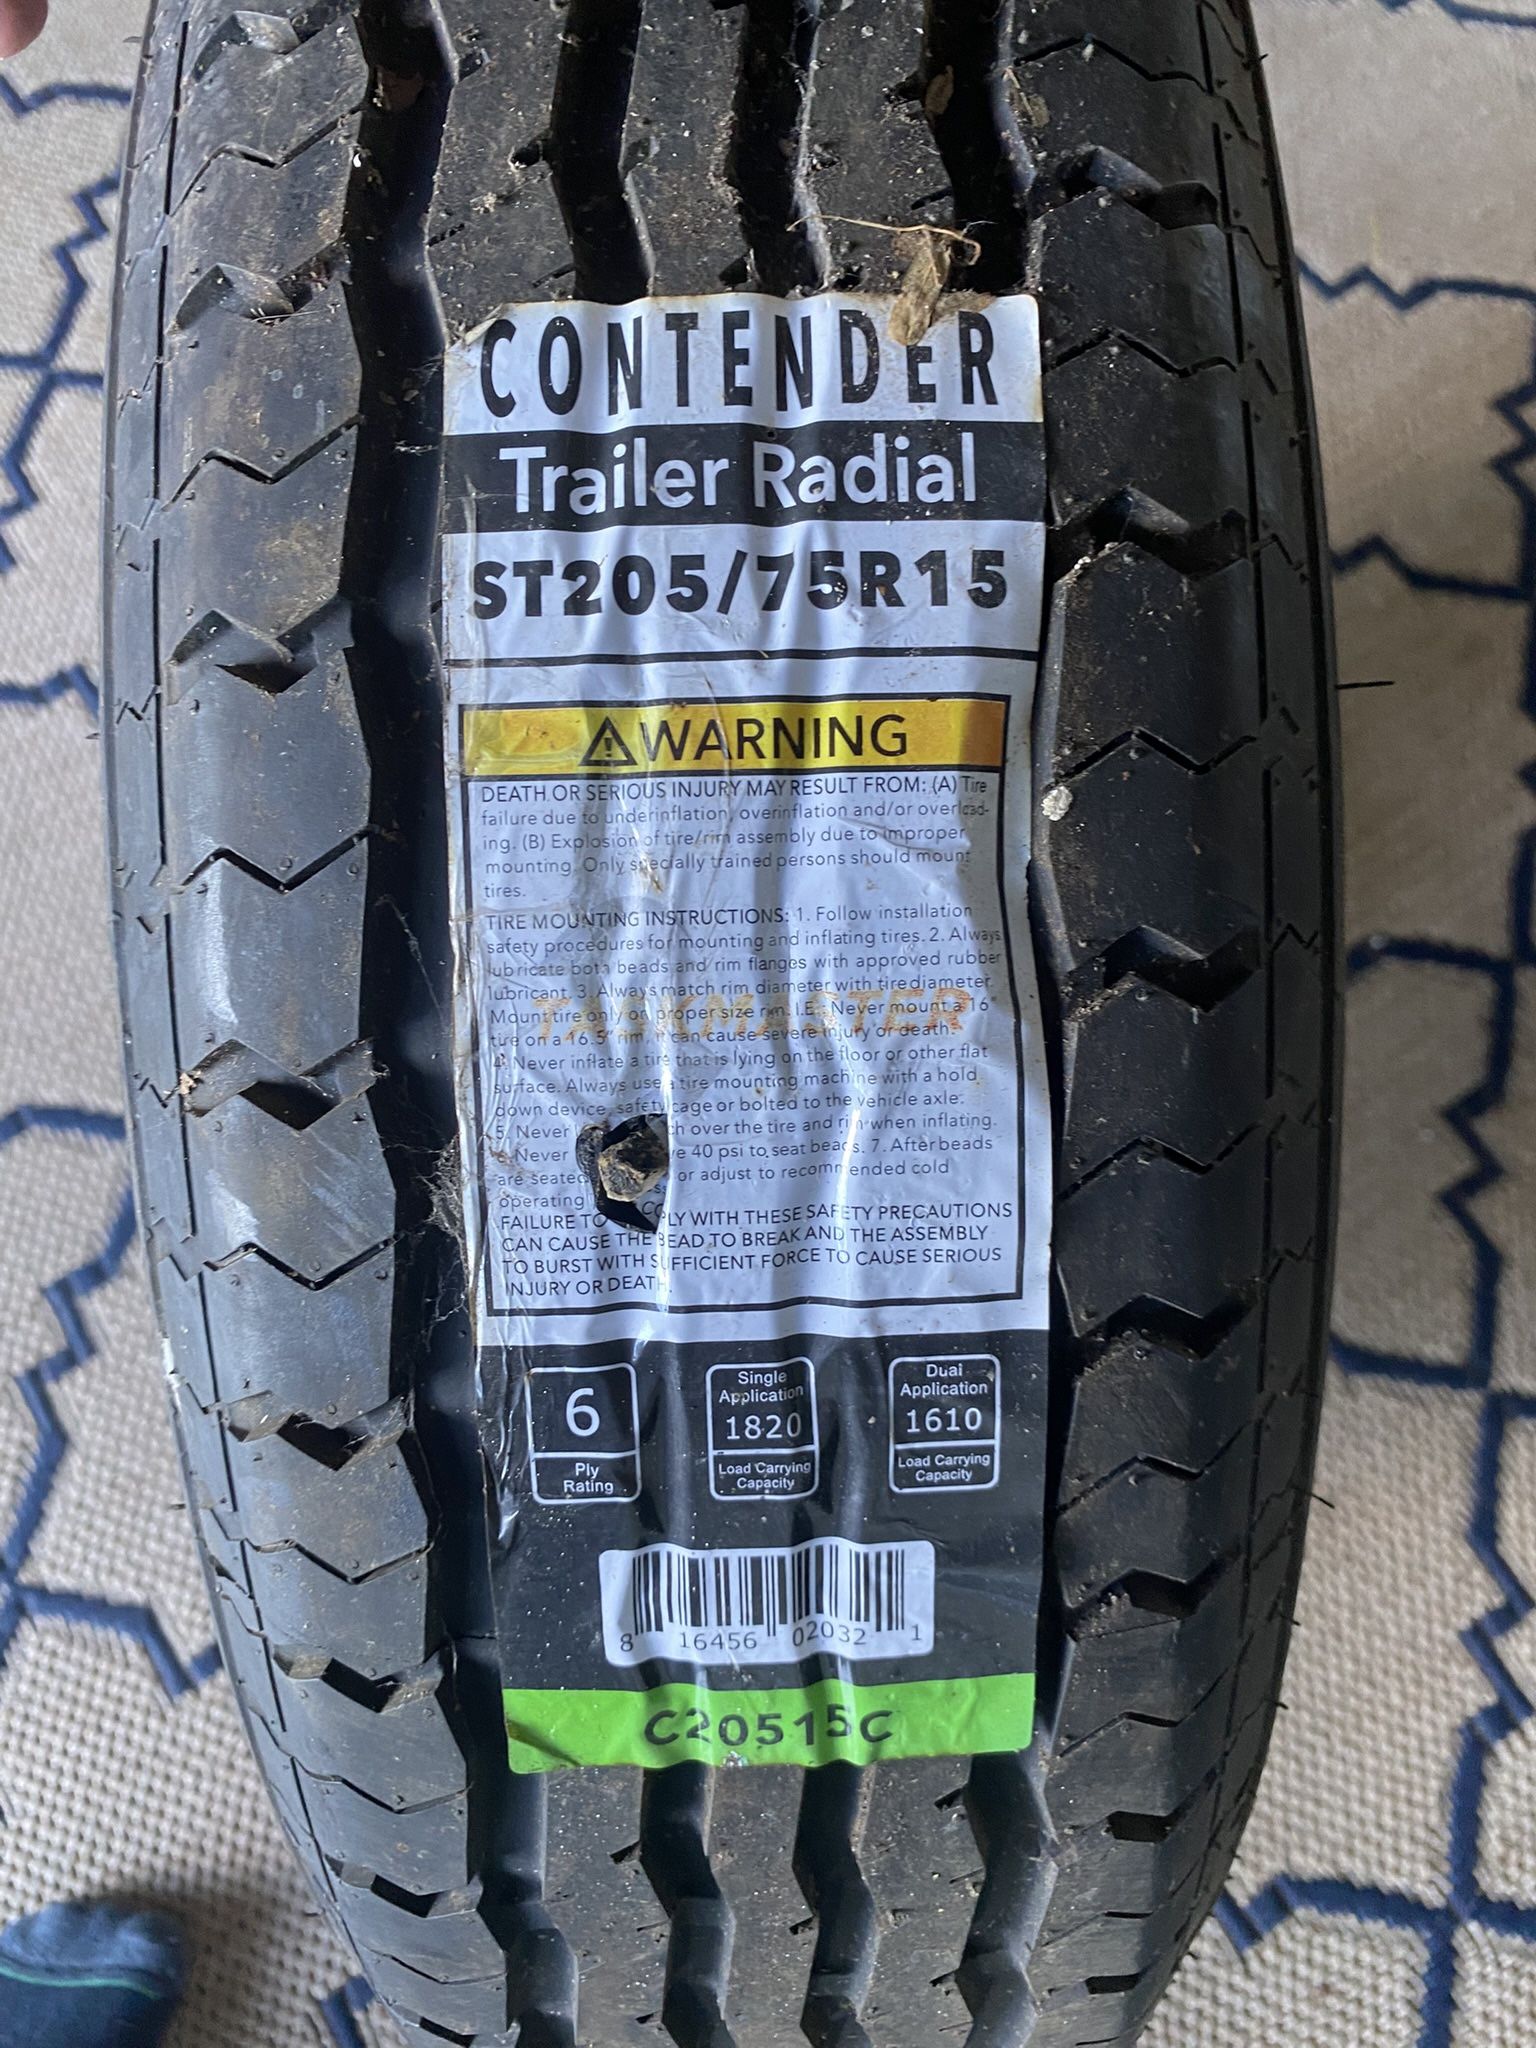 CONTENDER
Trailer Radial
ST205/75R15
WARNING
DEATH OR SERIOUS INJURY MAY RESULT FROM: (A) Tire
failure due to underinflation, overinflation and/or overload-
ing. (B) Explosion of tire/rim assembly due to improper
mounting. Only specially trained persons should mount
tires.
TIRE MOUNTING INSTRUCTIONS: 1. Follow installation
safety procedures for mounting and inflating tires. 2. Always
lubricate both beads and rim flanges with approved rubber
lubricant. 3. Always match rim diameter with tire diameter.
Mount tire only on proper size rim. I.E.: Never mount a 16"
TASKMASTER
tire on a 16.5" rim, it can cause severe injury or death.
4. Never inflate a tire that is lying on the floor or other flat
surface. Always use a tire mounting machine with a hold
down device, safety cage or bolted to the vehicle axle.
5. Never over the tire and rim when inflating.
6. Never 40 psi to seat beads. 7. After beads
are seated or adjust to recommended cold
operating
FAILURE TO WITH THESE SAFETY PRECAUTIONS
CAN CAUSE THE BEAD TO BREAK AND THE ASSEMBLY
TO BURST WITH SUFFICIENT FORCE TO CAUSE SERIOUS
INJURY OR DEATH.
6
Ply
Rating
Single
Application
1820
Load Carrying
Capacity
Dual
Application
1610
Load Carrying
Capacity
8 16456 02032 1
C20515C